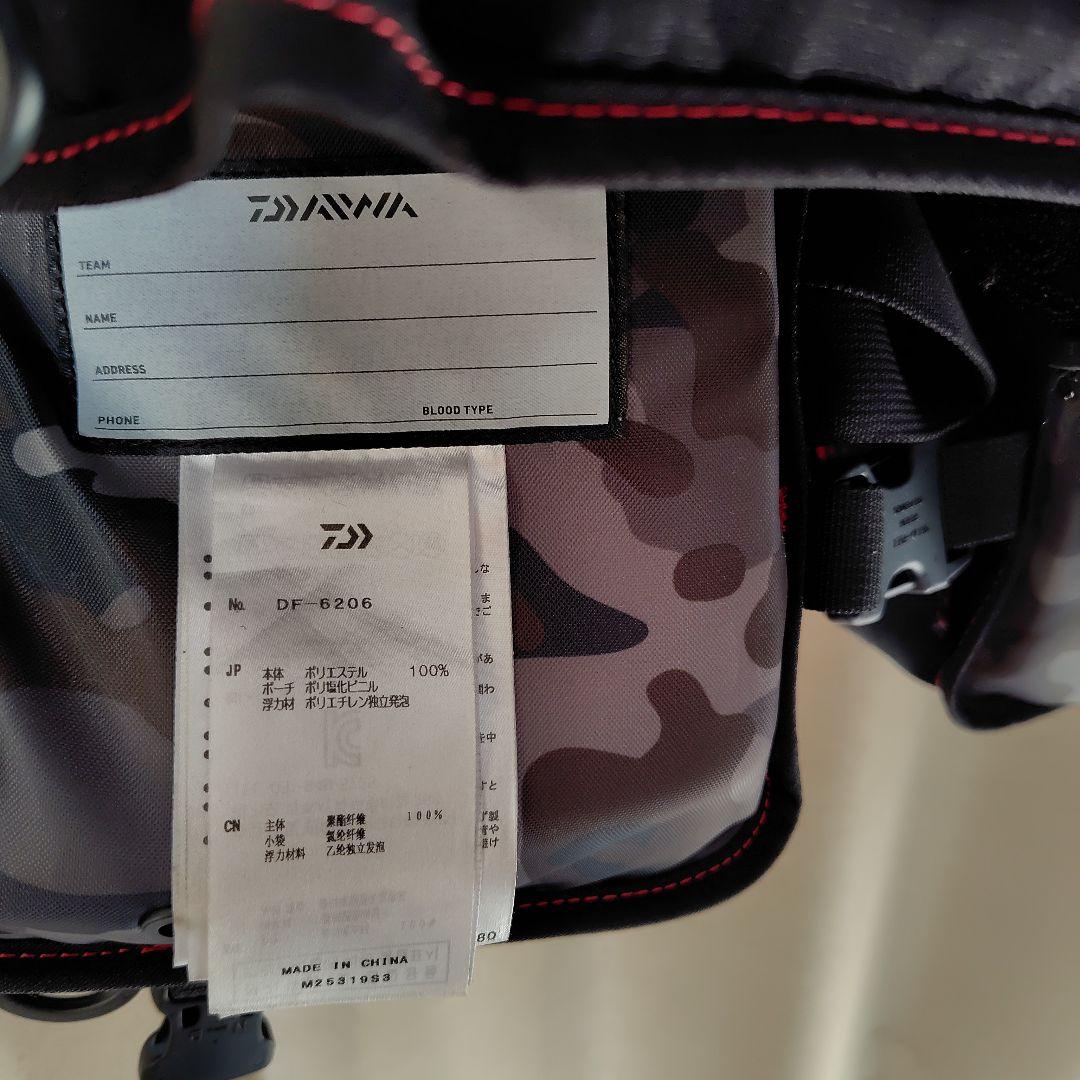 DAIWA
TEAM
NAME
ADDRESS
PHONE BLOOD TYPE
No. DF-6206
JP 本体 ポリエステル 100%
ポーチ ポリ塩化ビニル
浮力材 ポリエチレン独立発泡
CN 主体 聚酯纤维 100%
小袋 氯纶纤维
浮力材料 乙纶独立发泡
MADE IN CHINA
M25319S3
80